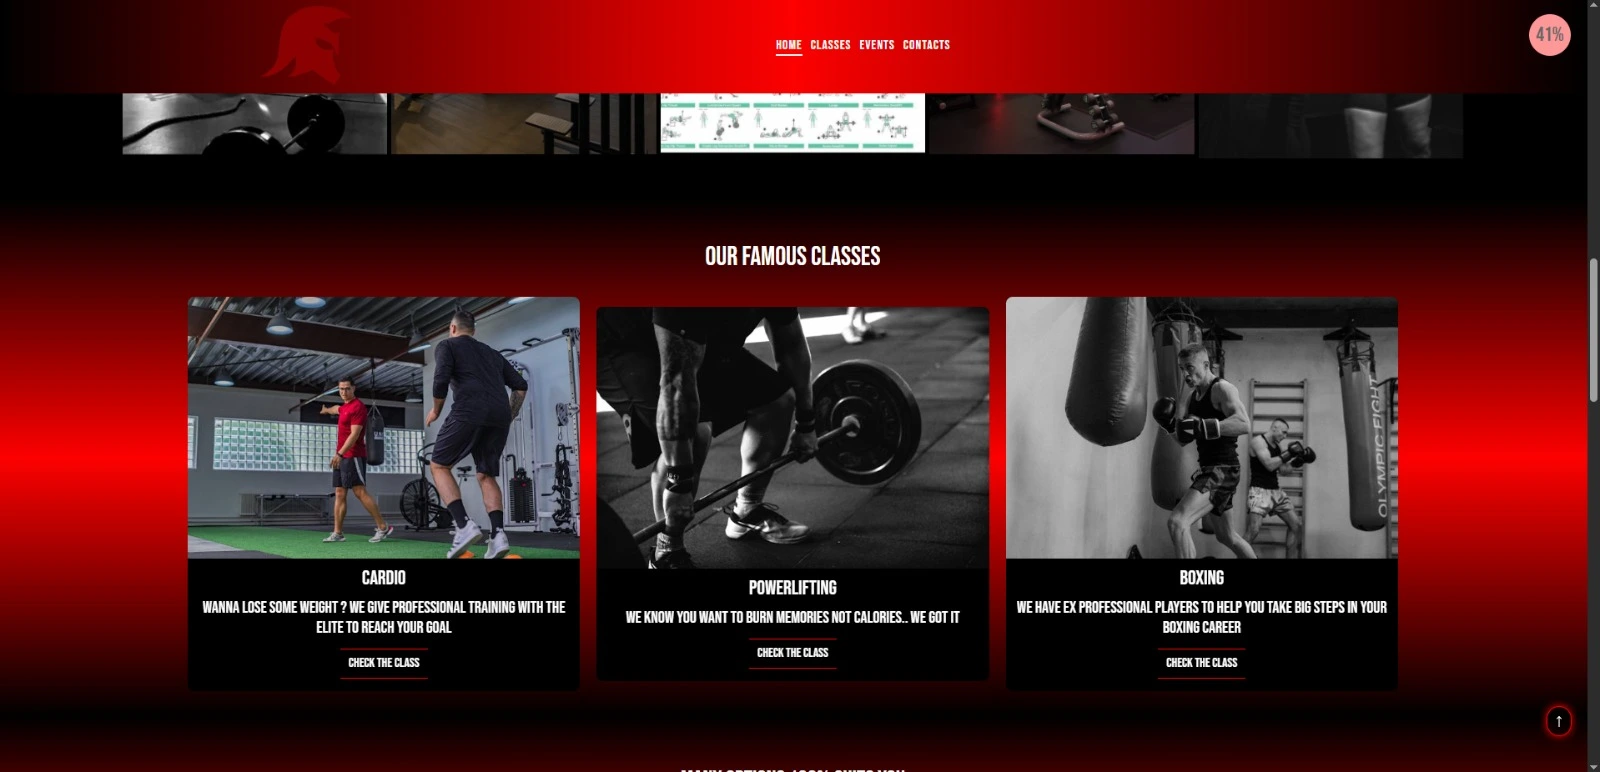 HOME CLASSES EVENTS CONTACTS
41%
OUR FAMOUS CLASSES
OLYMPIC FIGHT
CARDIO
WANNA LOSE SOME WEIGHT ? WE GIVE PROFESSIONAL TRAINING WITH THE
ELITE TO REACH YOUR GOAL
CHECK THE CLASS
POWERLIFTING
WE KNOW YOU WANT TO BURN MEMORIES NOT CALORIES.. WE GOT IT
CHECK THE CLASS
BOXING
WE HAVE EX PROFESSIONAL PLAYERS TO HELP YOU TAKE BIG STEPS IN YOUR
BOXING CAREER
CHECK THE CLASS
↑